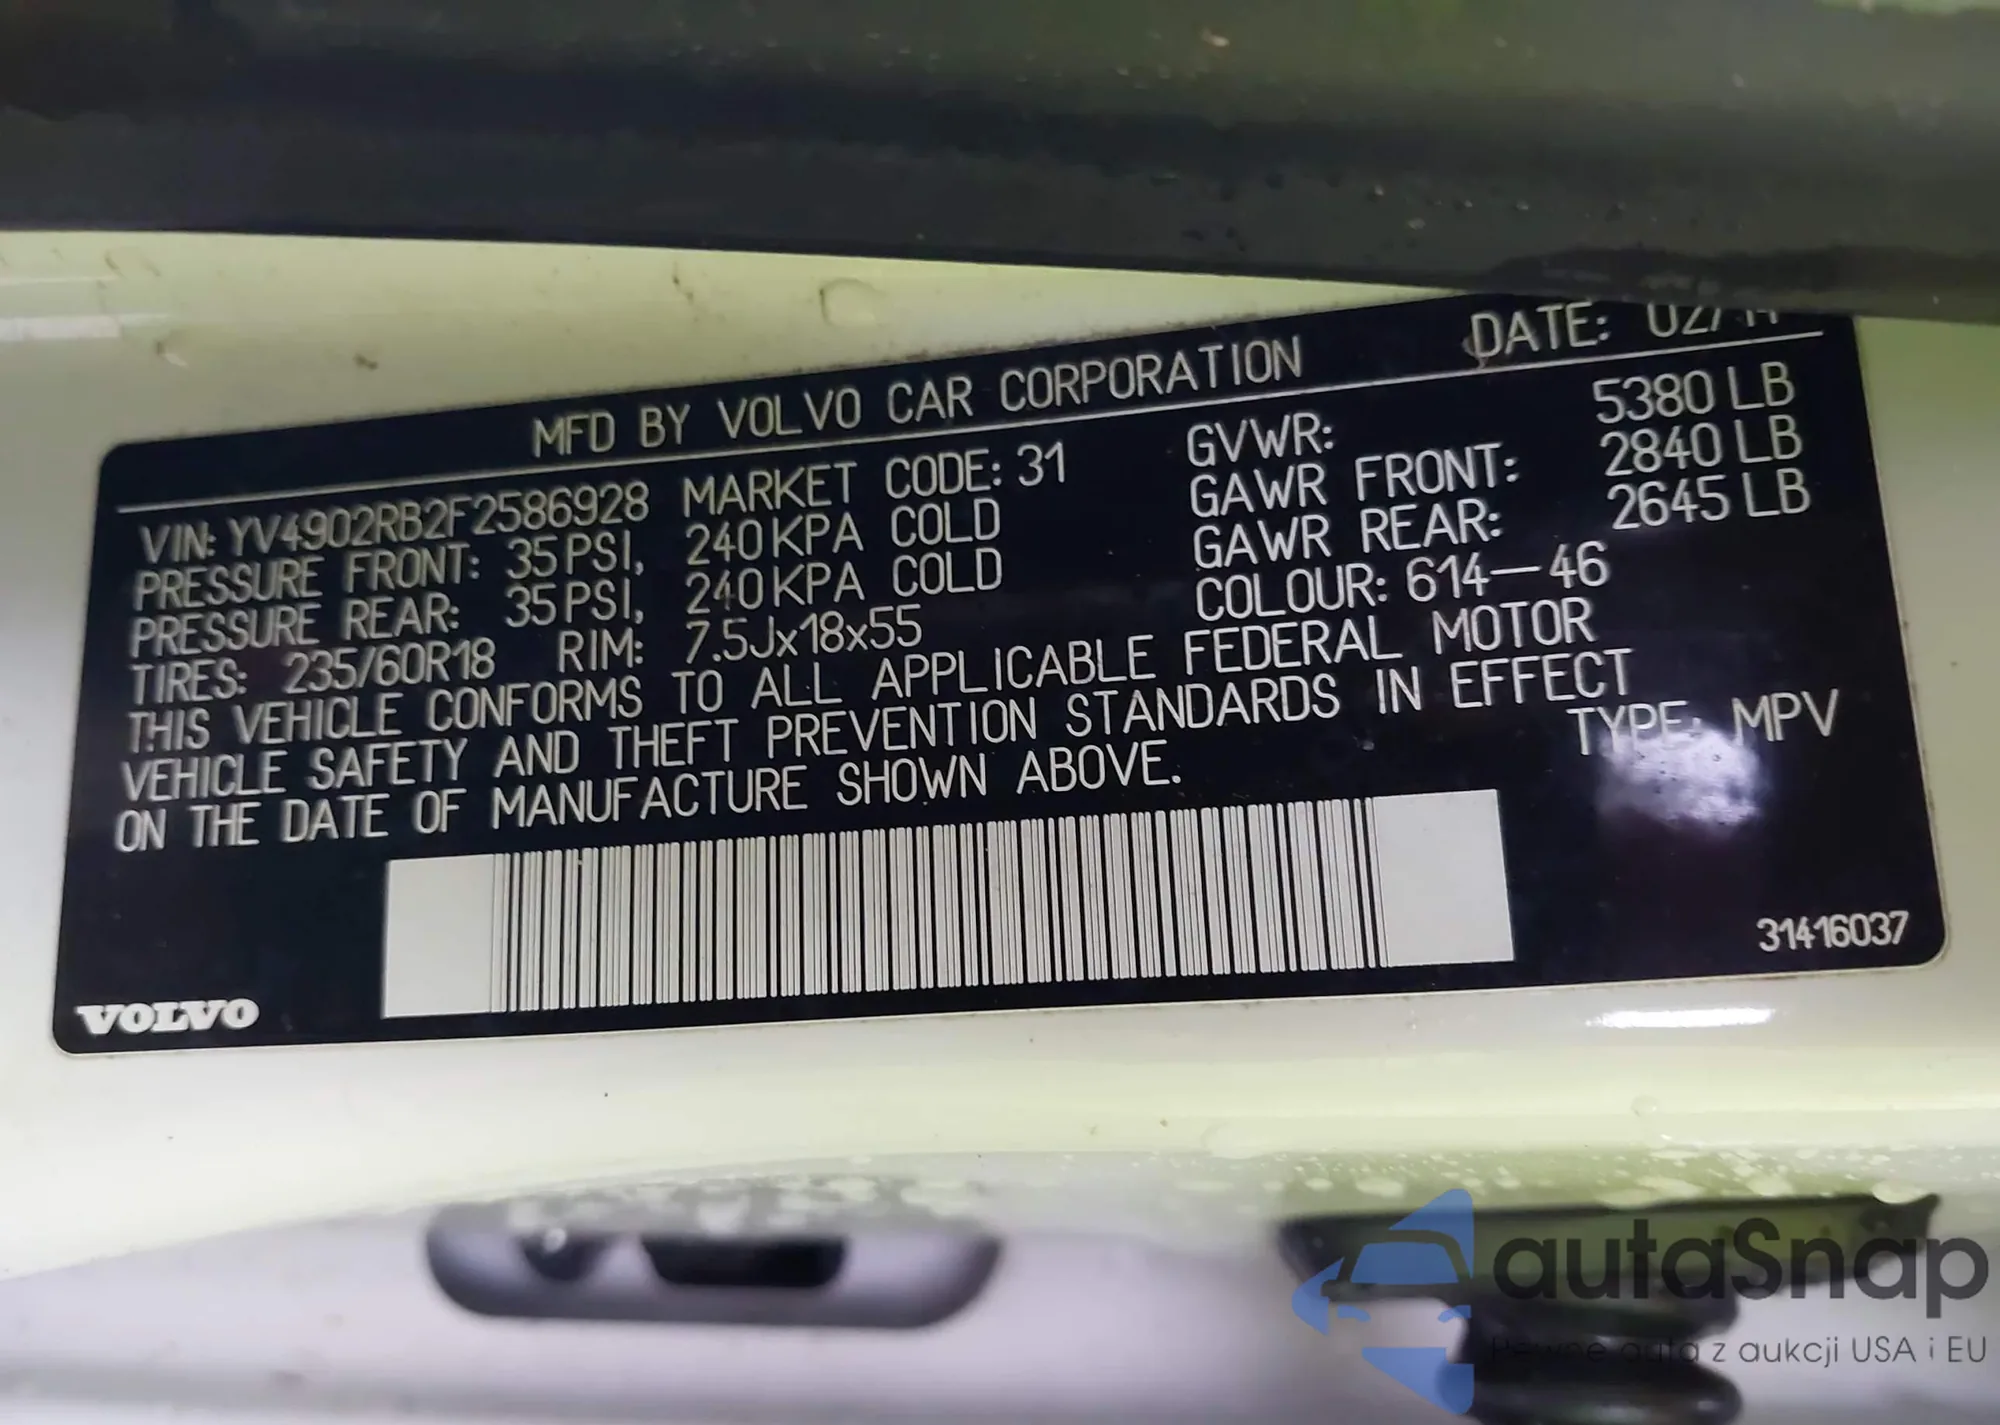 MFD BY VOLVO CAR CORPORATION DATE:
VIN: YV4902RB2F2586928 MARKET CODE: 31 GVWR: 5380 LB
PRESSURE FRONT: 35 PSI, 240 KPA COLD GAWR FRONT: 2840 LB
PRESSURE REAR: 35 PSI, 240 KPA COLD GAWR REAR: 2645 LB
TIRES: 235/60R18 RIM: 7.5Jx18x55 COLOUR: 614-46
THIS VEHICLE CONFORMS TO ALL APPLICABLE FEDERAL MOTOR
VEHICLE SAFETY AND THEFT PREVENTION STANDARDS IN EFFECT
ON THE DATE OF MANUFACTURE SHOWN ABOVE. TYPE: MPV
31416037
VOLVO
autaSnap
Pewne auta z aukcji USA i EU